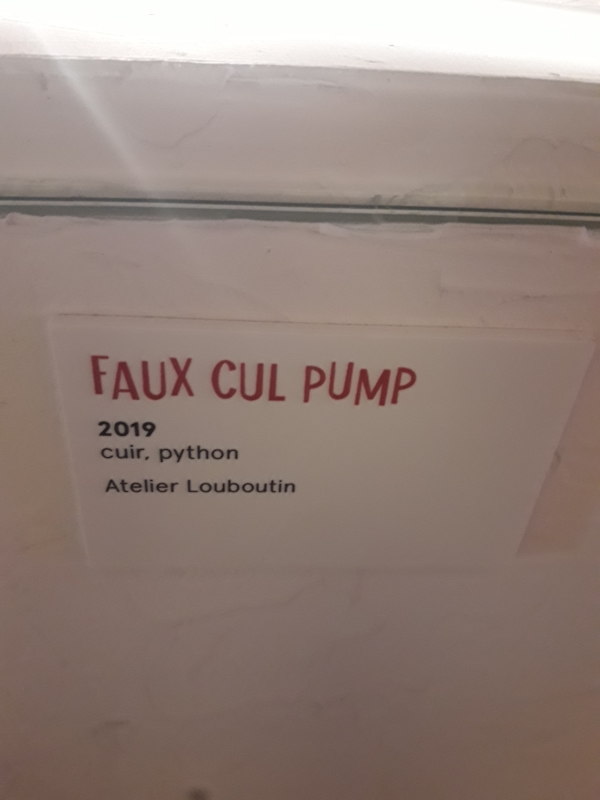 FAUX CUL PUMP
2019
cuir, python
Atelier Louboutin